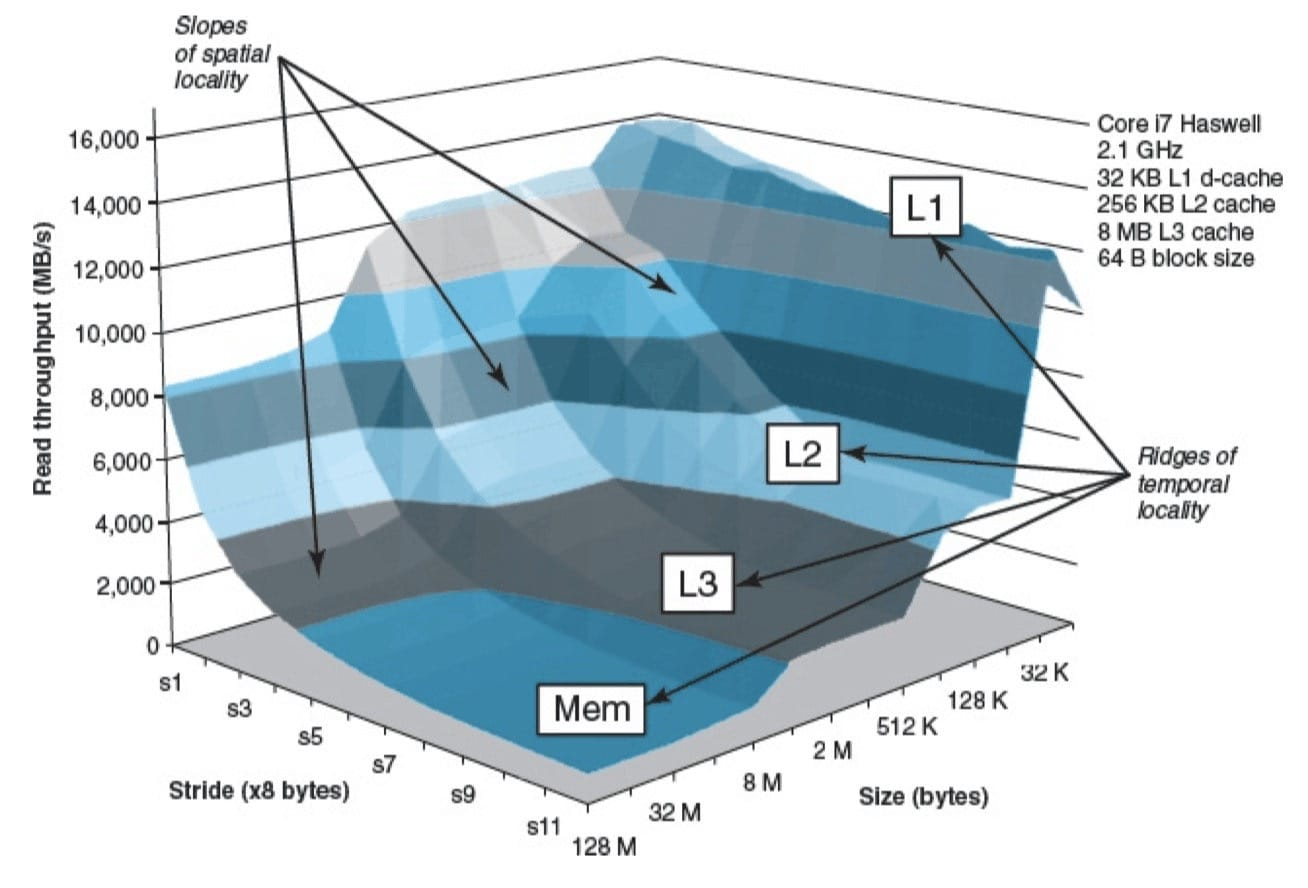 Slopes
of spatial
locality
Core i7 Haswell
2.1 GHz
32 KB L1 d-cache
256 KB L2 cache
8 MB L3 cache
64 B block size
16,000
14,000
12,000
10,000
8,000
6,000
4,000
2,000
0
Read throughput (MB/s)
L1
L2
L3
Mem
Ridges of
temporal
locality
s1
s3
s5
s7
s9
s11
Stride (x8 bytes)
32 K
128 K
512 K
2 M
8 M
32 M
128 M
Size (bytes)